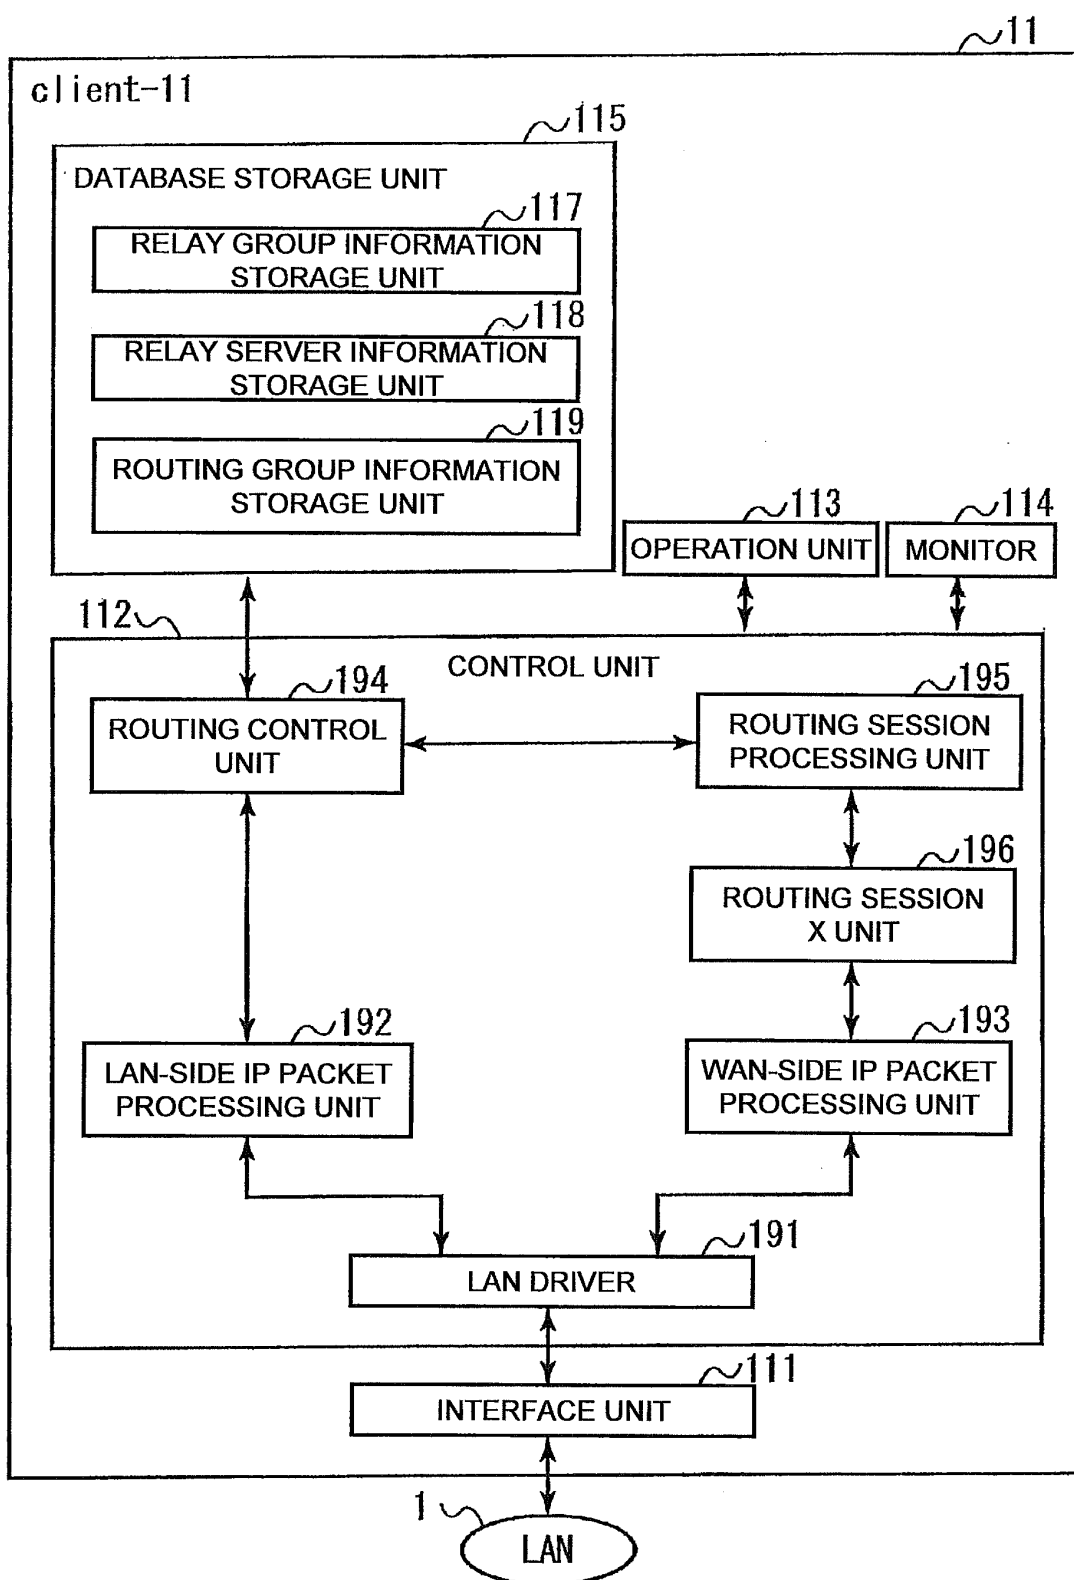 11
client-11
115
DATABASE STORAGE UNIT
117
RELAY GROUP INFORMATION
STORAGE UNIT
118
RELAY SERVER INFORMATION
STORAGE UNIT
119
ROUTING GROUP INFORMATION
STORAGE UNIT
113
OPERATION UNIT
114
MONITOR
112
CONTROL UNIT
194
ROUTING CONTROL
UNIT
195
ROUTING SESSION
PROCESSING UNIT
196
ROUTING SESSION
X UNIT
192
LAN-SIDE IP PACKET
PROCESSING UNIT
193
WAN-SIDE IP PACKET
PROCESSING UNIT
191
LAN DRIVER
111
INTERFACE UNIT
1
LAN